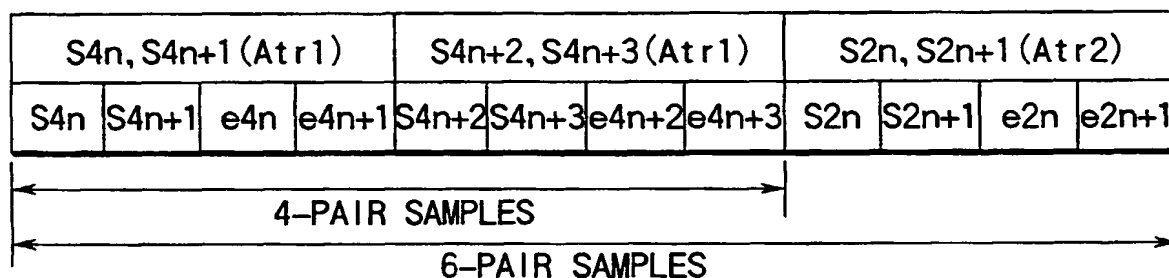 S4n, S4n+1 (Atr1) S4n+2, S4n+3 (Atr1) S2n, S2n+1 (Atr2)
S4n S4n+1 e4n e4n+1 S4n+2 S4n+3 e4n+2 e4n+3 S2n S2n+1 e2n e2n+1
4-PAIR SAMPLES
6-PAIR SAMPLES